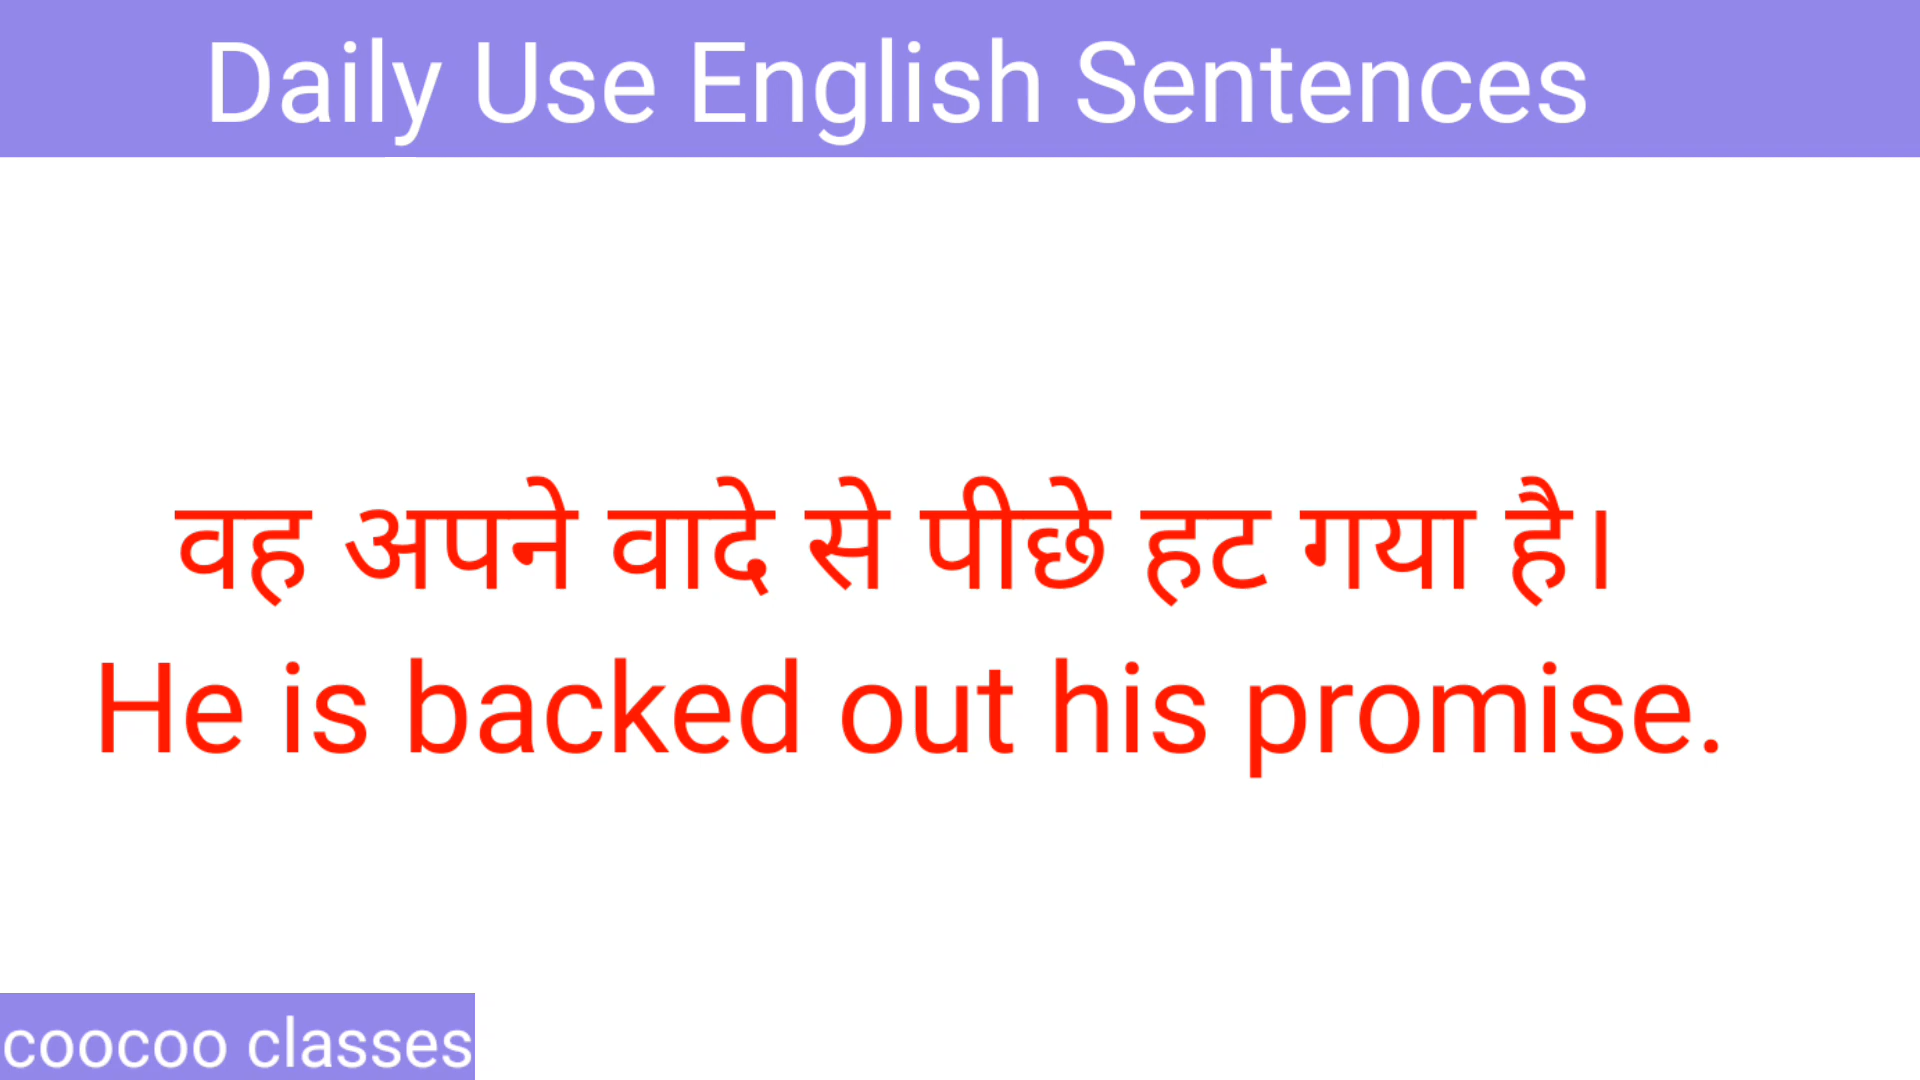 Daily Use English Sentences
वह अपने वादे से पीछे हट गया है।
He is backed out his promise.
coocoo classes